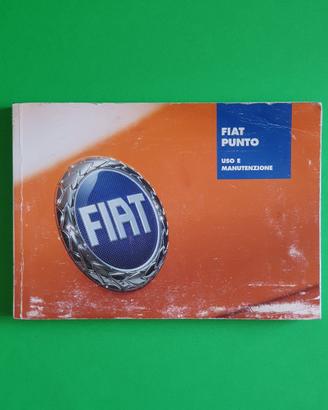 FIAT
PUNTO
USO E
MANUTENZIONE
FIAT